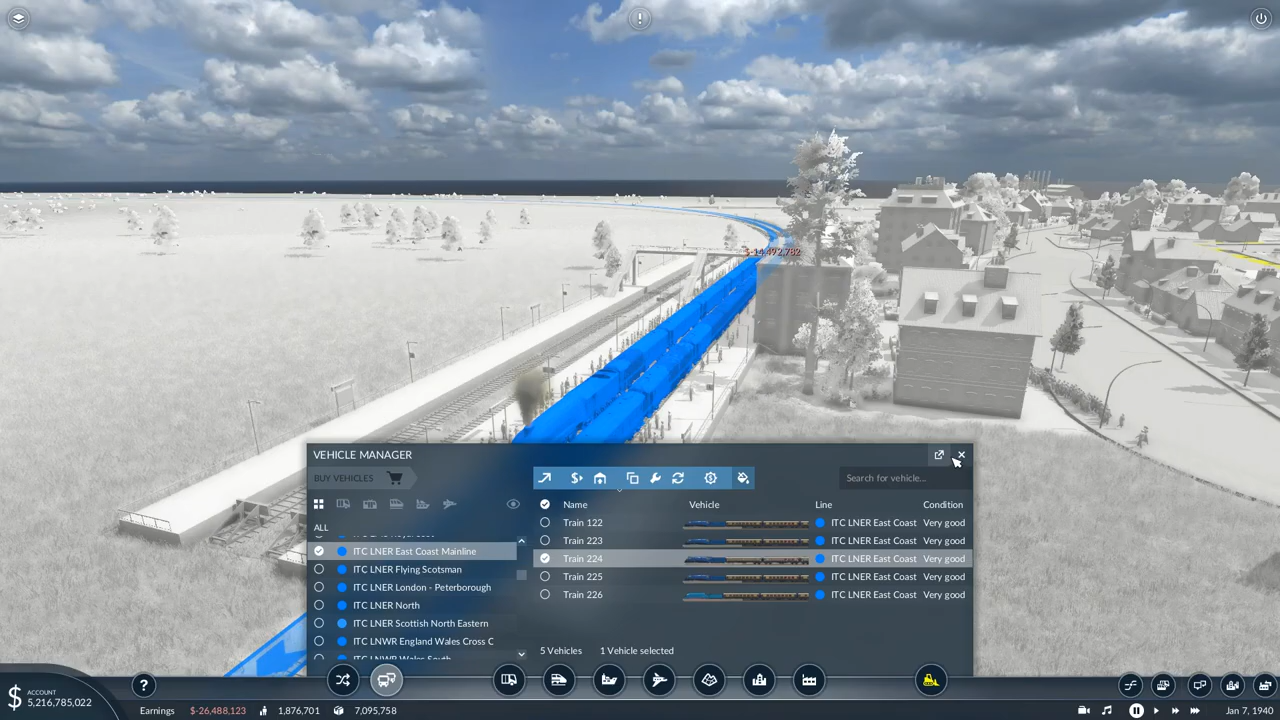 $-14,492,782
VEHICLE MANAGER
BUY VEHICLES
Search for vehicle...
ALL
Name Vehicle Line Condition
Train 122 ITC LNER East Coast Very good
Train 223 ITC LNER East Coast Very good
Train 224 ITC LNER East Coast Very good
Train 225 ITC LNER East Coast Very good
Train 226 ITC LNER East Coast Very good
ITC LNER East Coast Mainline
ITC LNER Flying Scotsman
ITC LNER London - Peterborough
ITC LNER North
ITC LNER Scottish North Eastern
ITC LNWR England Wales Cross C
ITC LNWR Wales South
5 Vehicles 1 Vehicle selected
$ ACCOUNT
5,216,785,022
?
Earnings $-26,488,123 1,876,701 7,095,758
Jan 7, 1940